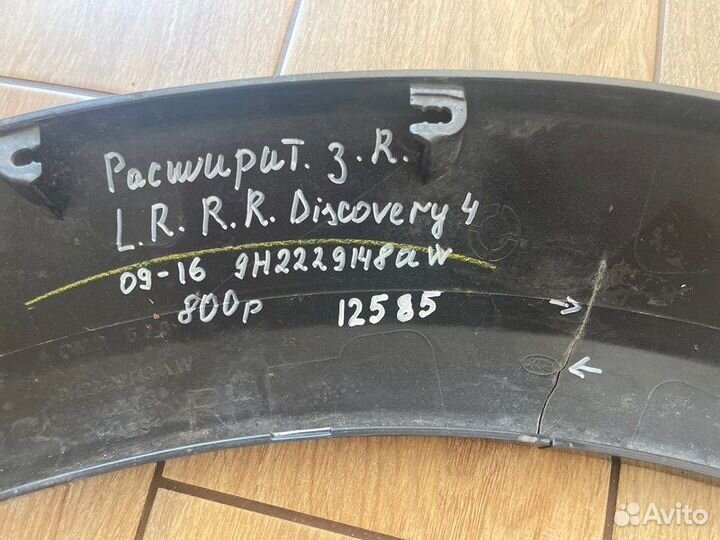 Расширит. з. R.
L.R. R.R. Discovery 4
09-16 9H2229148aw
800р 12585
Avito